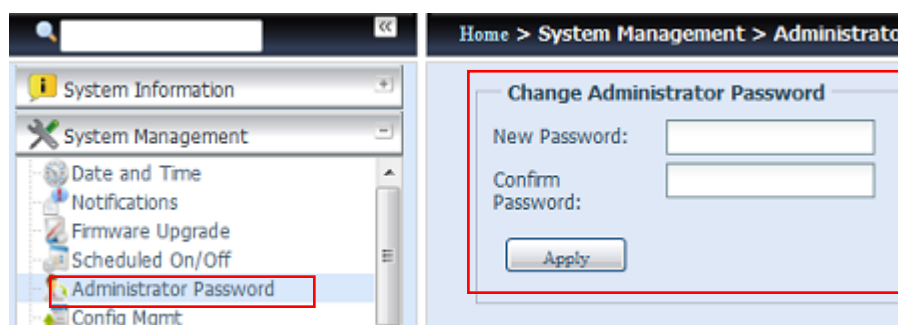 Home > System Management > Administrato
System Information
System Management
Date and Time
Notifications
Firmware Upgrade
Scheduled On/Off
Administrator Password
Config Mgmt
Change Administrator Password
New Password:
Confirm
Password:
Apply